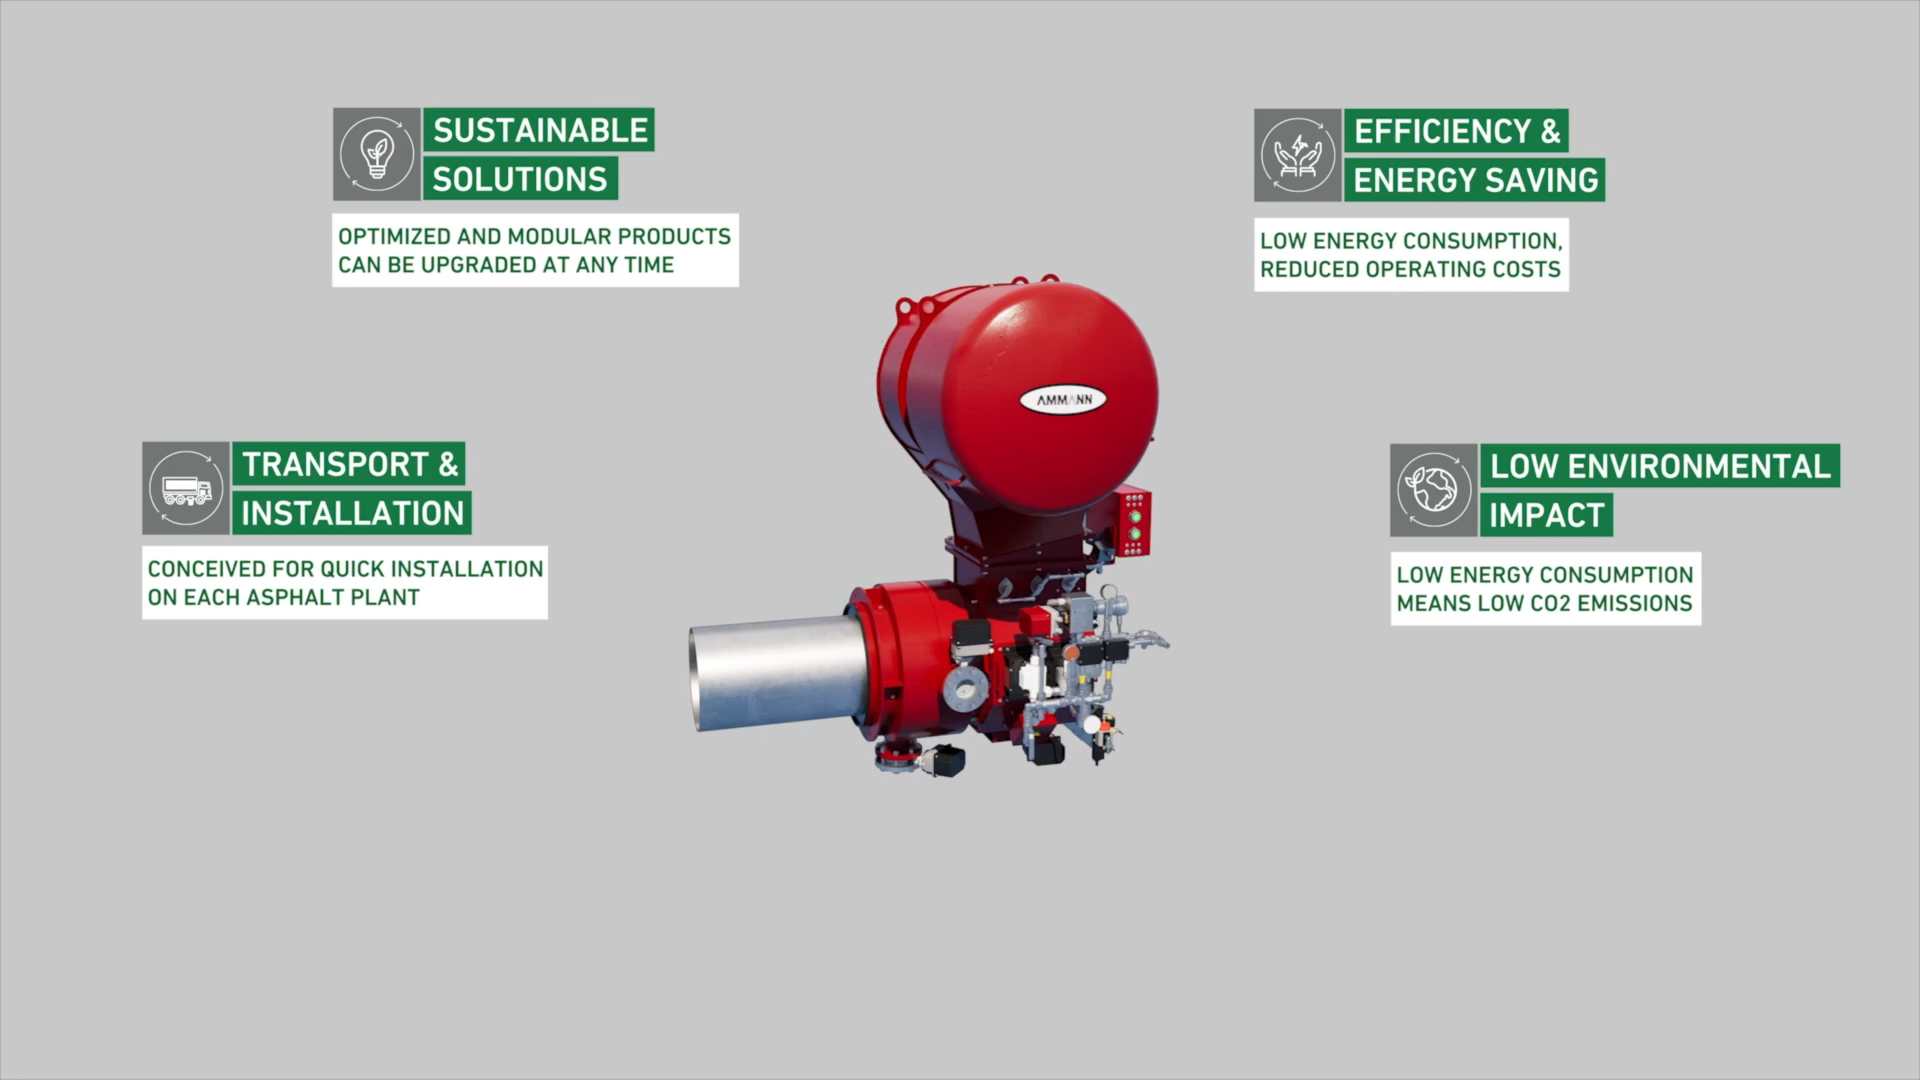 SUSTAINABLE
SOLUTIONS
OPTIMIZED AND MODULAR PRODUCTS
CAN BE UPGRADED AT ANY TIME
EFFICIENCY &
ENERGY SAVING
LOW ENERGY CONSUMPTION,
REDUCED OPERATING COSTS
AMMANN
TRANSPORT &
INSTALLATION
CONCEIVED FOR QUICK INSTALLATION
ON EACH ASPHALT PLANT
LOW ENVIRONMENTAL
IMPACT
LOW ENERGY CONSUMPTION
MEANS LOW CO2 EMISSIONS